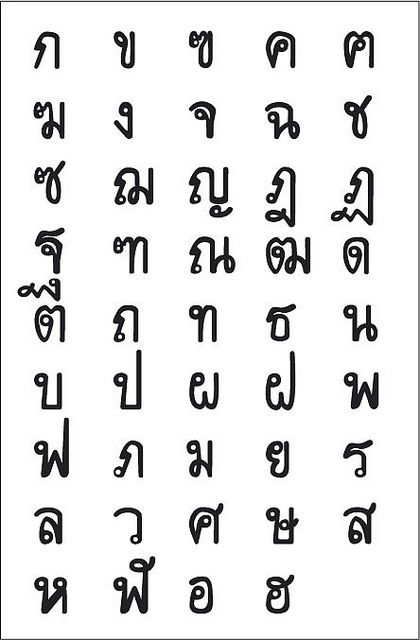 ก ข ฃ ค ฅ
ฆ ง จ ฉ ช
ซ ฌ ญ ฎ ฏ
ฐ ฑ ณ ฒ ด
ต ถ ท ธ น
บ ป ผ ฝ พ
ฟ ภ ม ย ร
ล ว ศ ษ ส
ห ฬ อ ฮ